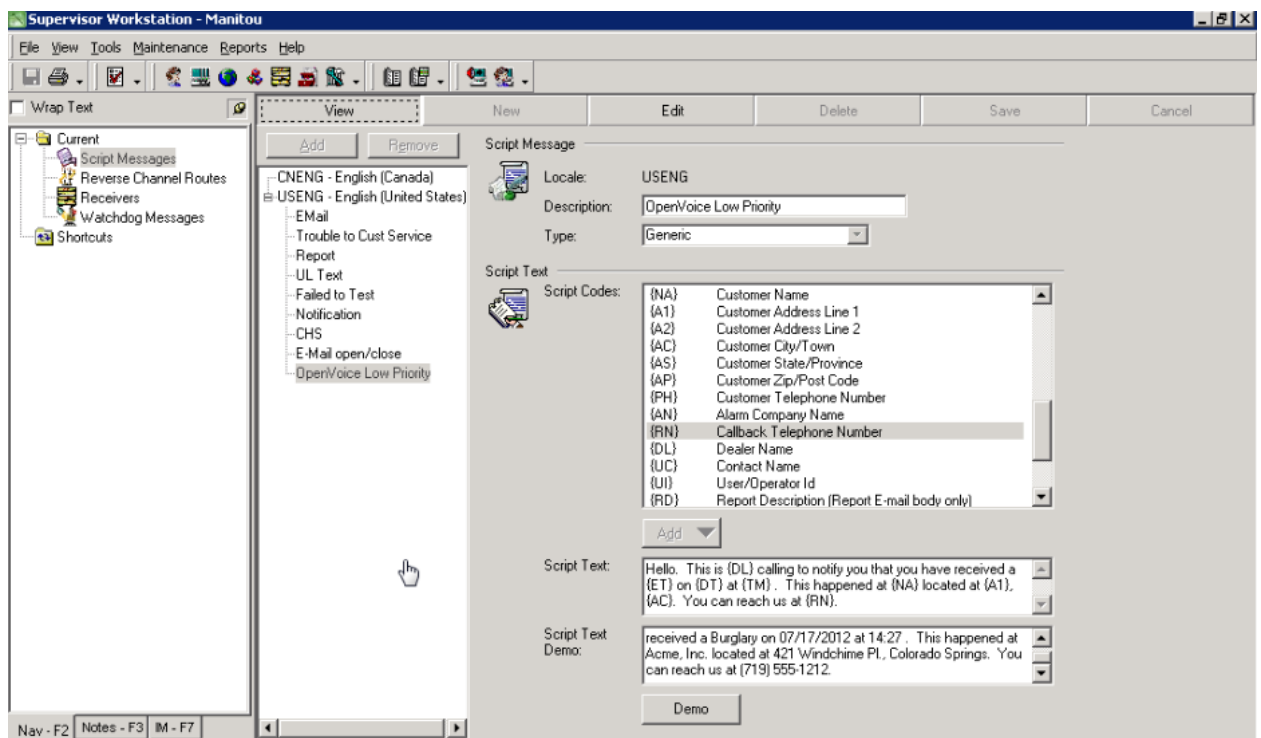 Supervisor Workstation - Manitou
File View Tools Maintenance Reports Help
Wrap Text
View New Edit Delete Save Cancel
Current
Script Messages
Reverse Channel Routes
Receivers
Watchdog Messages
Shortcuts
Add Remove
CNENG - English (Canada)
USENG - English (United States)
EMail
Trouble to Cust Service
Report
UL Text
Failed to Test
Notification
CHS
E-Mail open/close
OpenVoice Low Priority
Script Message
Locale: USENG
Description: OpenVoice Low Priority
Type: Generic
Script Text
Script Codes:
{NA} Customer Name
{A1} Customer Address Line 1
{A2} Customer Address Line 2
{AC} Customer City/Town
{AS} Customer State/Province
{AP} Customer Zip/Post Code
{PH} Customer Telephone Number
{AN} Alarm Company Name
{RN} Callback Telephone Number
{DL} Dealer Name
{UC} Contact Name
{UI} User/Operator Id
{RD} Report Description (Report E-mail body only)
Add
Script Text:
Hello. This is {DL} calling to notify you that you have received a
{ET} on {DT} at {TM} . This happened at {NA} located at {A1},
{AC}. You can reach us at {RN}.
Script Text
Demo:
received a Burglary on 07/17/2012 at 14:27 . This happened at
Acme, Inc. located at 421 Windchime Pl., Colorado Springs. You
can reach us at (719) 555-1212.
Demo
Nav - F2 Notes - F3 IM - F7